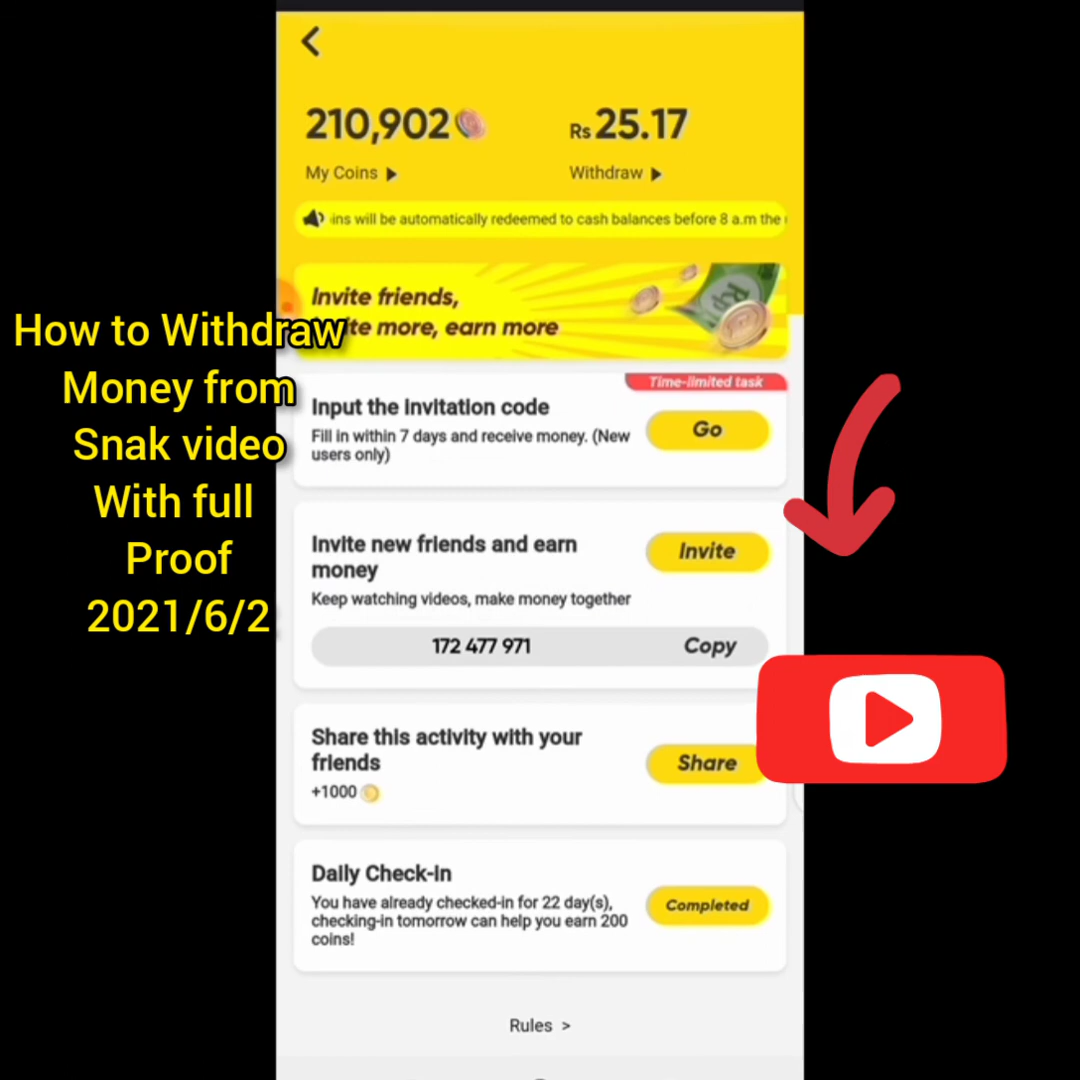 210,902
Rs 25.17
My Coins
Withdraw
ins will be automatically redeemed to cash balances before 8 a.m the
Invite friends,
te more, earn more
How to Withdraw
Money from
Snak video
With full
Proof
2021/6/2
Time-limited task
Input the invitation code
Go
Fill in within 7 days and receive money. (New
users only)
Invite new friends and earn
money
Invite
Keep watching videos, make money together
172 477 971
Copy
Share this activity with your
friends
Share
+1000
Daily Check-in
You have already checked-in for 22 day(s),
checking-in tomorrow can help you earn 200
coins!
Completed
Rules >